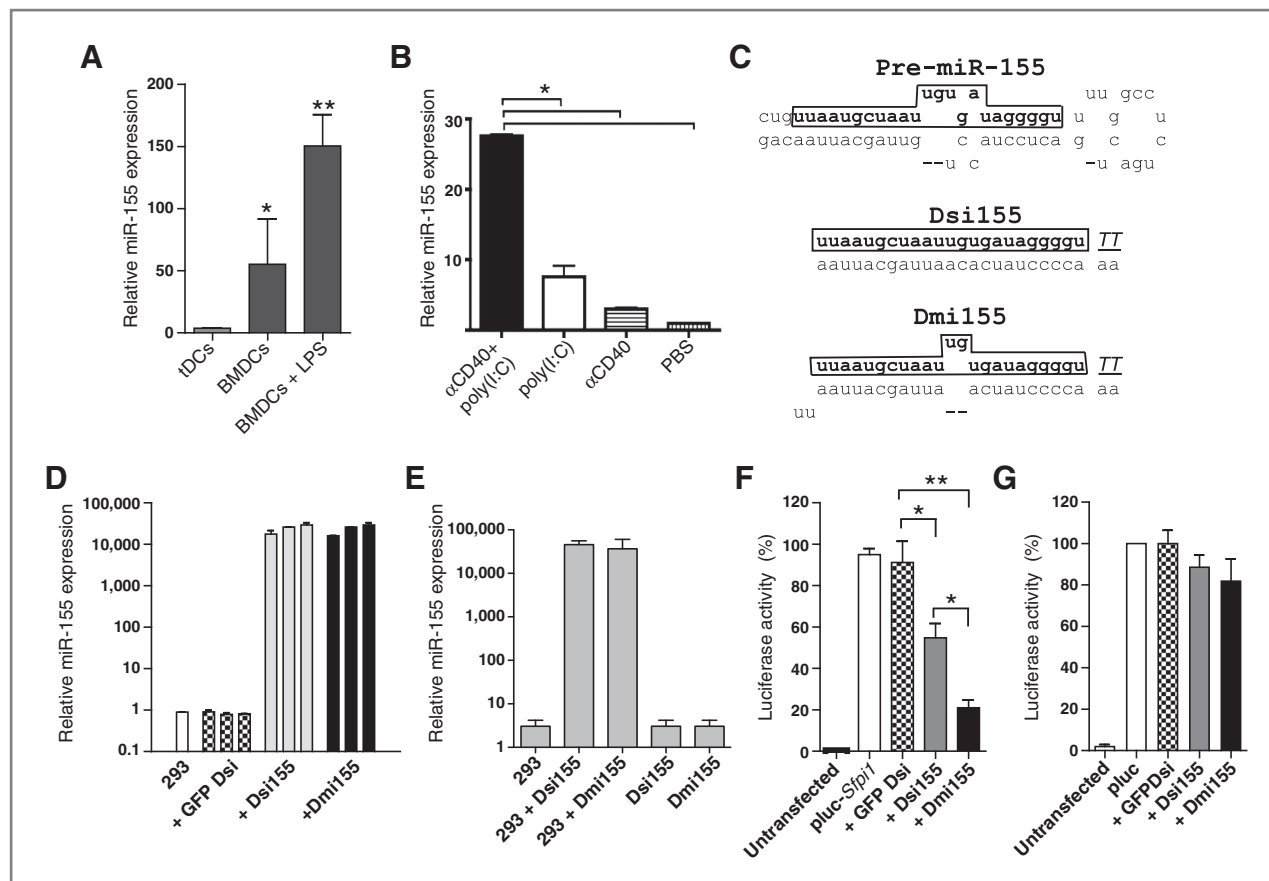 A
Relative miR-155 expression
200
150
100
50
0
*
**
tDCs
BMDCs
BMDCs + LPS
B
Relative miR-155 expression
30
20
10
*
αCD40+
poly(I:C)
poly(I:C)
αCD40
PBS
C
Pre-miR-155
ugu a uu gcc
cuguuaaugcuaau g uaggggu u g u
gacaauuacgauug c auccuca g c c
--u c -u agu
Dsi155
uuaaugcuaauugugauaggggu TT
aauuacgauuaacacuaucccca aa
Dmi155
ug
uuaaugcuaau ugauaggggu TT
aauuacgauua acuaucccca aa
uu --
D
Relative miR-155 expression
100,000
10,000
1,000
100
10
1
0.1
293
+ GFP Dsi
+ Dsi155
+Dmi155
E
Relative miR-155 expression
100,000
10,000
1,000
100
10
1
293
293 + Dsi155
293 + Dmi155
Dsi155
Dmi155
F
Luciferase activity (%)
120
100
80
60
40
20
0
**
*
*
Untransfected
pluc-Sfpi1
+ GFP Dsi
+ Dsi155
+ Dmi155
G
Luciferase activity (%)
120
100
80
60
40
20
0
Untransfected
pluc
+ GFPDsi
+ Dsi155
+ Dmi155